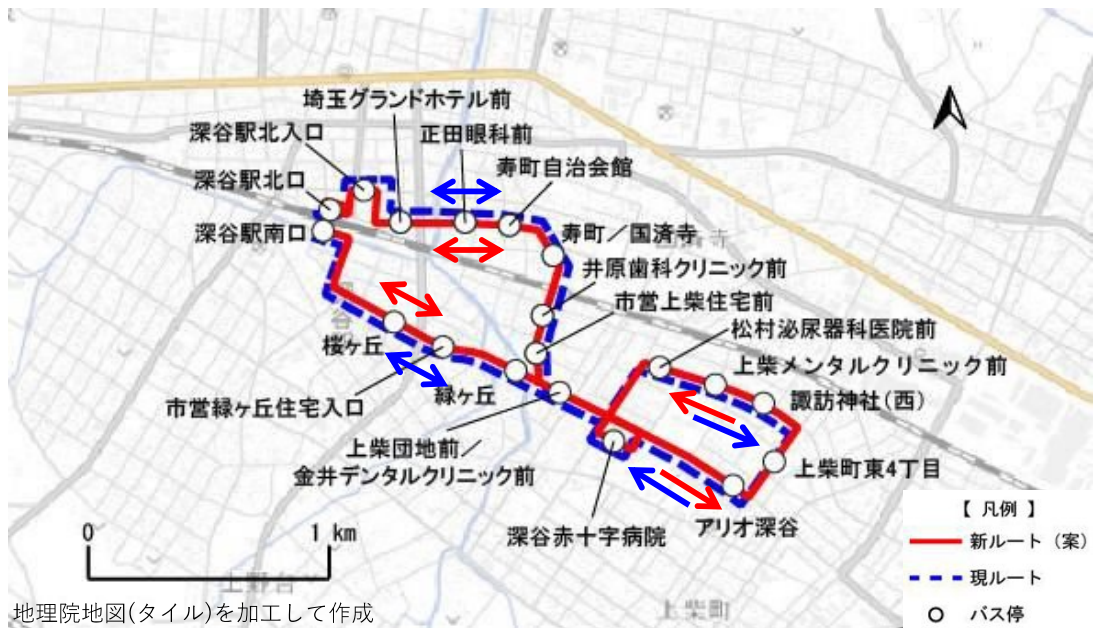 埼玉グランドホテル前
深谷駅北入口
正田眼科前
寿町自治会館
深谷駅北口
深谷駅南口
寿町／国済寺
井原歯科クリニック前
市営上柴住宅前
松村泌尿器科医院前
桜ヶ丘
上柴メンタルクリニック前
緑ヶ丘
諏訪神社(西)
市営緑ヶ丘住宅入口
上柴団地前／
金井デンタルクリニック前
上柴町東4丁目
アリオ深谷
深谷赤十字病院
【 凡例 】
新ルート（案）
現ルート
バス停
0
1 km
上野台
上柴町
地理院地図(タイル)を加工して作成